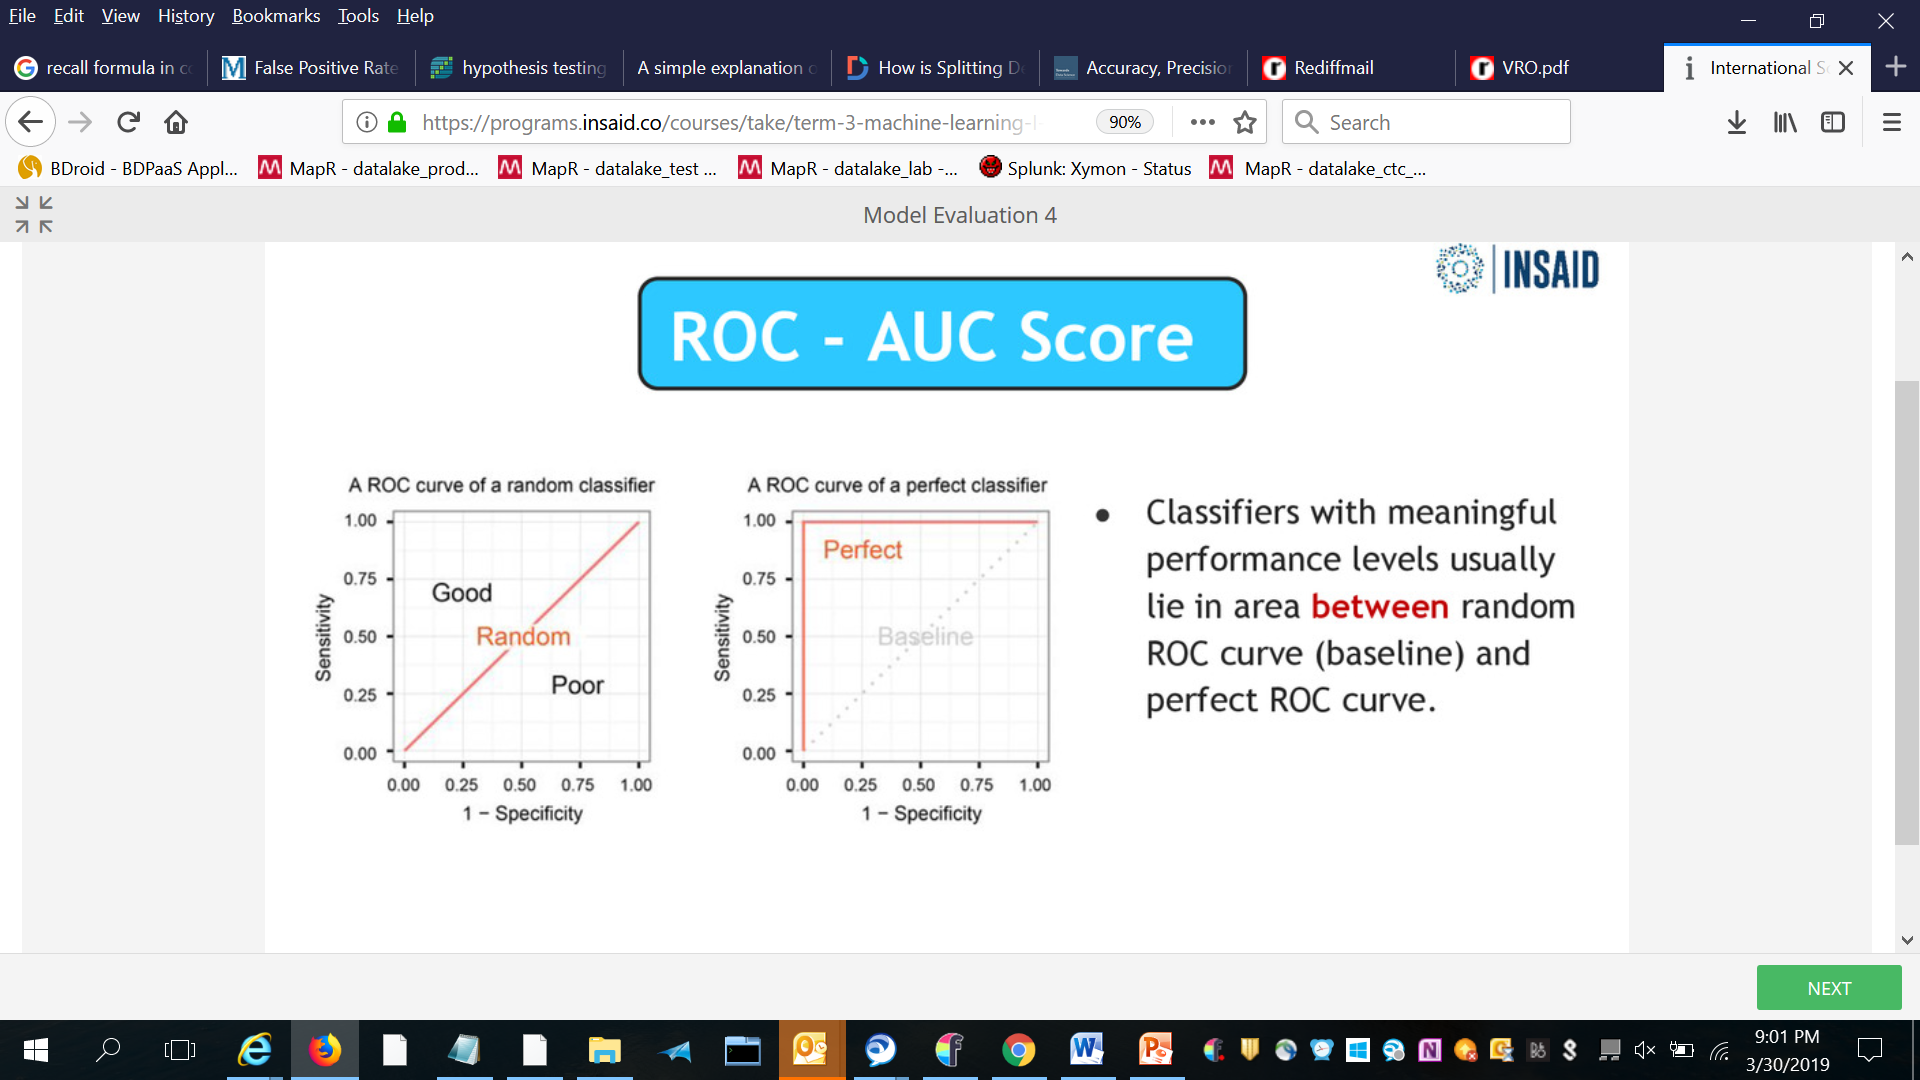 File Edit View History Bookmarks Tools Help
recall formula in c
False Positive Rate
hypothesis testing
A simple explanation o
How is Splitting D
Accuracy, Precisio
Rediffmail
VRO.pdf
International S
https://programs.insaid.co/courses/take/term-3-machine-learning-l
90%
Search
BDroid - BDPaaS Appl...
MapR - datalake_prod...
MapR - datalake_test ...
MapR - datalake_lab -...
Splunk: Xymon - Status
MapR - datalake_ctc_...
Model Evaluation 4
INSAID
ROC - AUC Score
A ROC curve of a random classifier
1.00
0.75
0.50
0.25
0.00
Sensitivity
Good
Random
Poor
0.00 0.25 0.50 0.75 1.00
1 − Specificity
A ROC curve of a perfect classifier
1.00
0.75
0.50
0.25
0.00
Sensitivity
Perfect
Baseline
0.00 0.25 0.50 0.75 1.00
1 − Specificity
• Classifiers with meaningful
performance levels usually
lie in area between random
ROC curve (baseline) and
perfect ROC curve.
NEXT
9:01 PM
3/30/2019